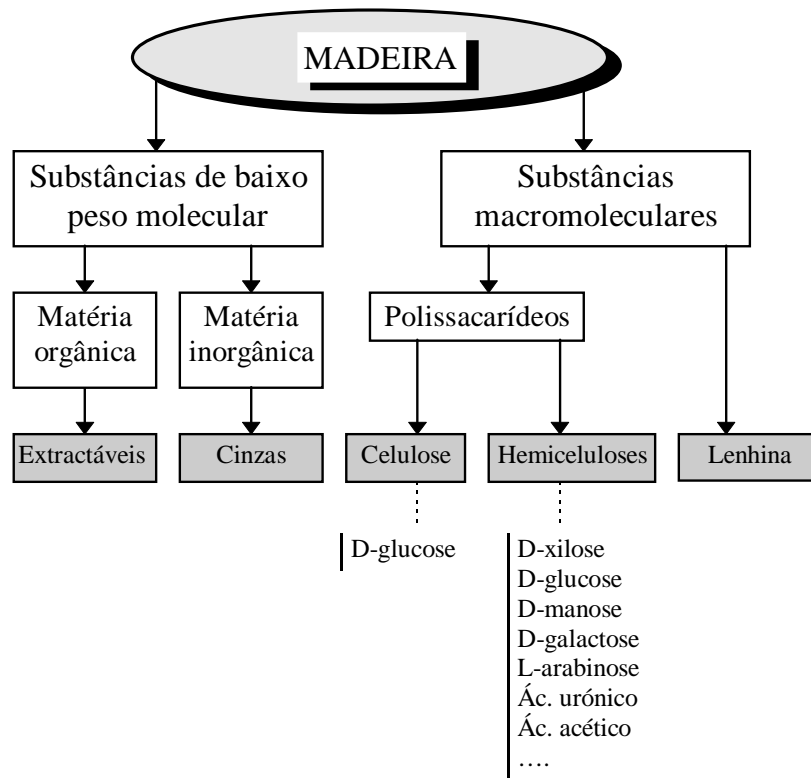 MADEIRA
Substâncias de baixo
peso molecular
Substâncias
macromoleculares
Matéria
orgânica
Matéria
inorgânica
Polissacarídeos
Extractáveis
Cinzas
Celulose
Hemiceluloses
Lenhina
D-glucose
D-xilose
D-glucose
D-manose
D-galactose
L-arabinose
Ác. urónico
Ác. acético
….